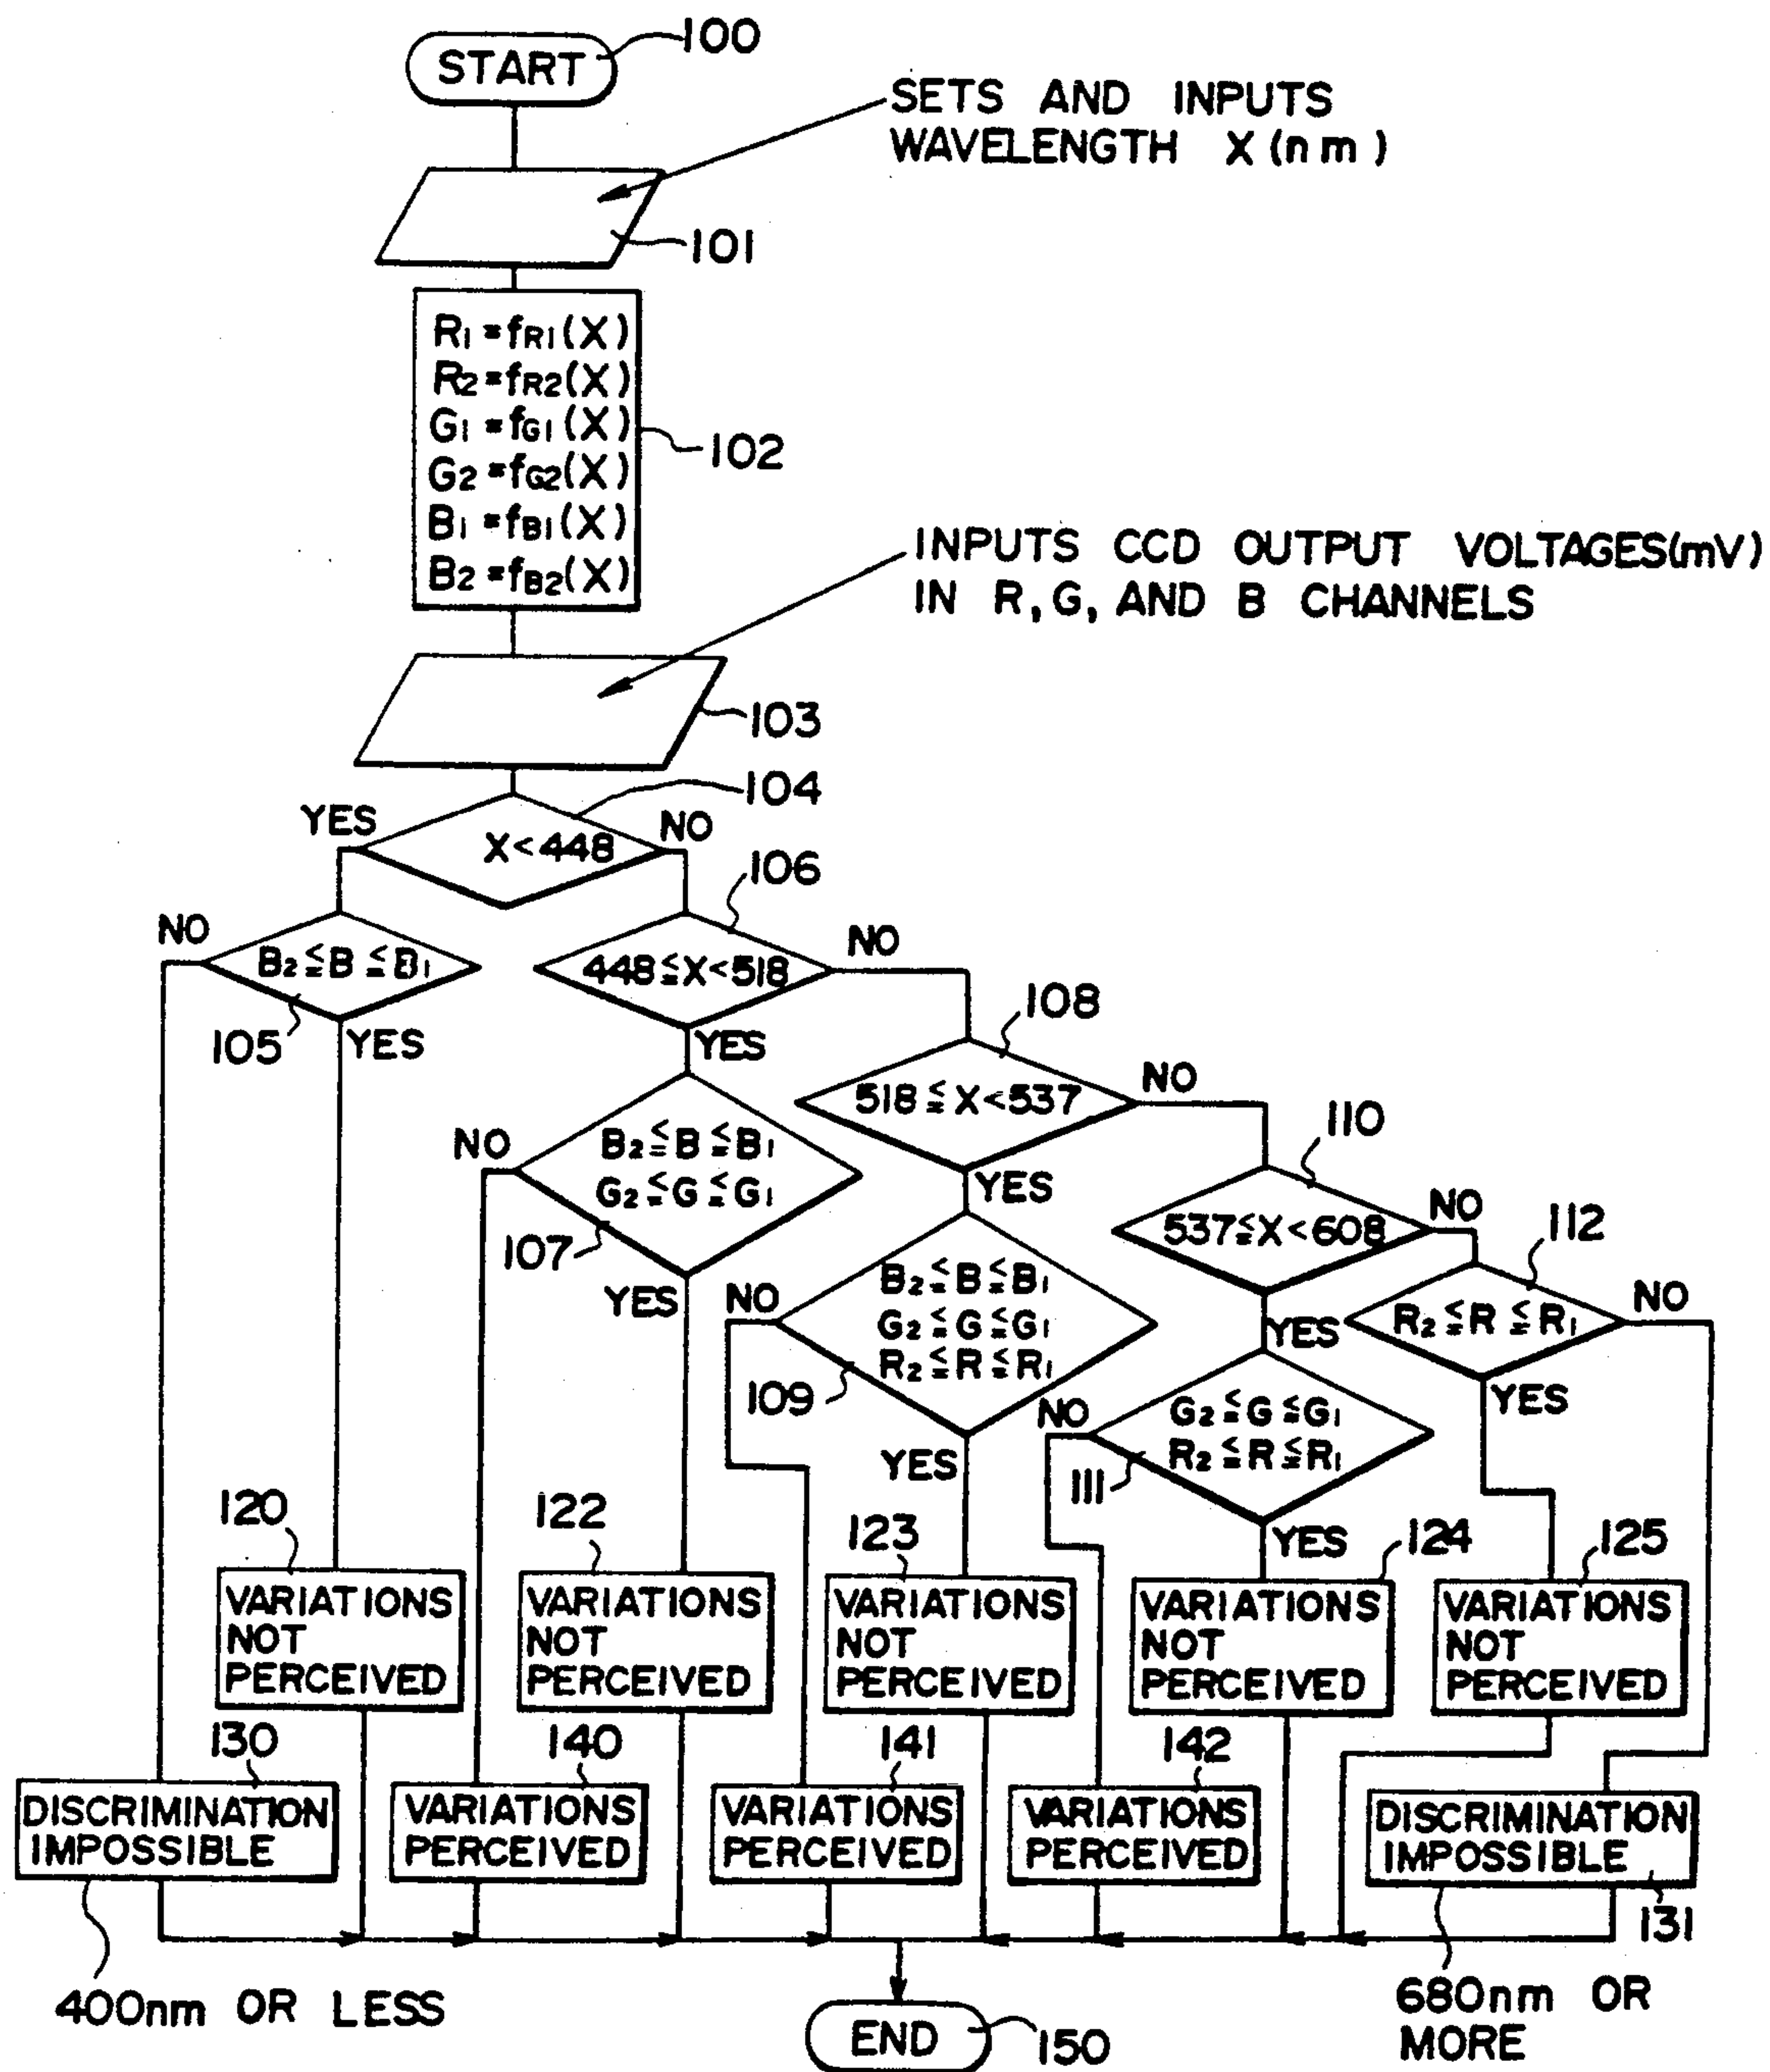 START
100
SETS AND INPUTS
WAVELENGTH X (nm)
101
R1 = fR1(X)
R2 = fR2(X)
G1 = fG1(X)
G2 = fG2(X)
B1 = fB1(X)
B2 = fB2(X)
102
INPUTS CCD OUTPUT VOLTAGES(mV)
IN R, G, AND B CHANNELS
103
104
YES
X < 448
NO
106
NO
B2 ≦ B ≦ B1
105
YES
448 ≦ X < 518
NO
YES
108
518 ≦ X < 537
NO
YES
110
537 ≦ X < 608
NO
YES
112
R2 ≦ R ≦ R1
NO
YES
NO
B2 ≦ B ≦ B1
G2 ≦ G ≦ G1
107
YES
NO
B2 ≦ B ≦ B1
G2 ≦ G ≦ G1
R2 ≦ R ≦ R1
109
YES
NO
G2 ≦ G ≦ G1
R2 ≦ R ≦ R1
111
YES
120
VARIATIONS
NOT
PERCEIVED
122
VARIATIONS
NOT
PERCEIVED
123
VARIATIONS
NOT
PERCEIVED
124
VARIATIONS
NOT
PERCEIVED
125
VARIATIONS
NOT
PERCEIVED
130
DISCRIMINATION
IMPOSSIBLE
140
VARIATIONS
PERCEIVED
141
VARIATIONS
PERCEIVED
142
VARIATIONS
PERCEIVED
DISCRIMINATION
IMPOSSIBLE
131
400nm OR LESS
680nm OR
MORE
END
150